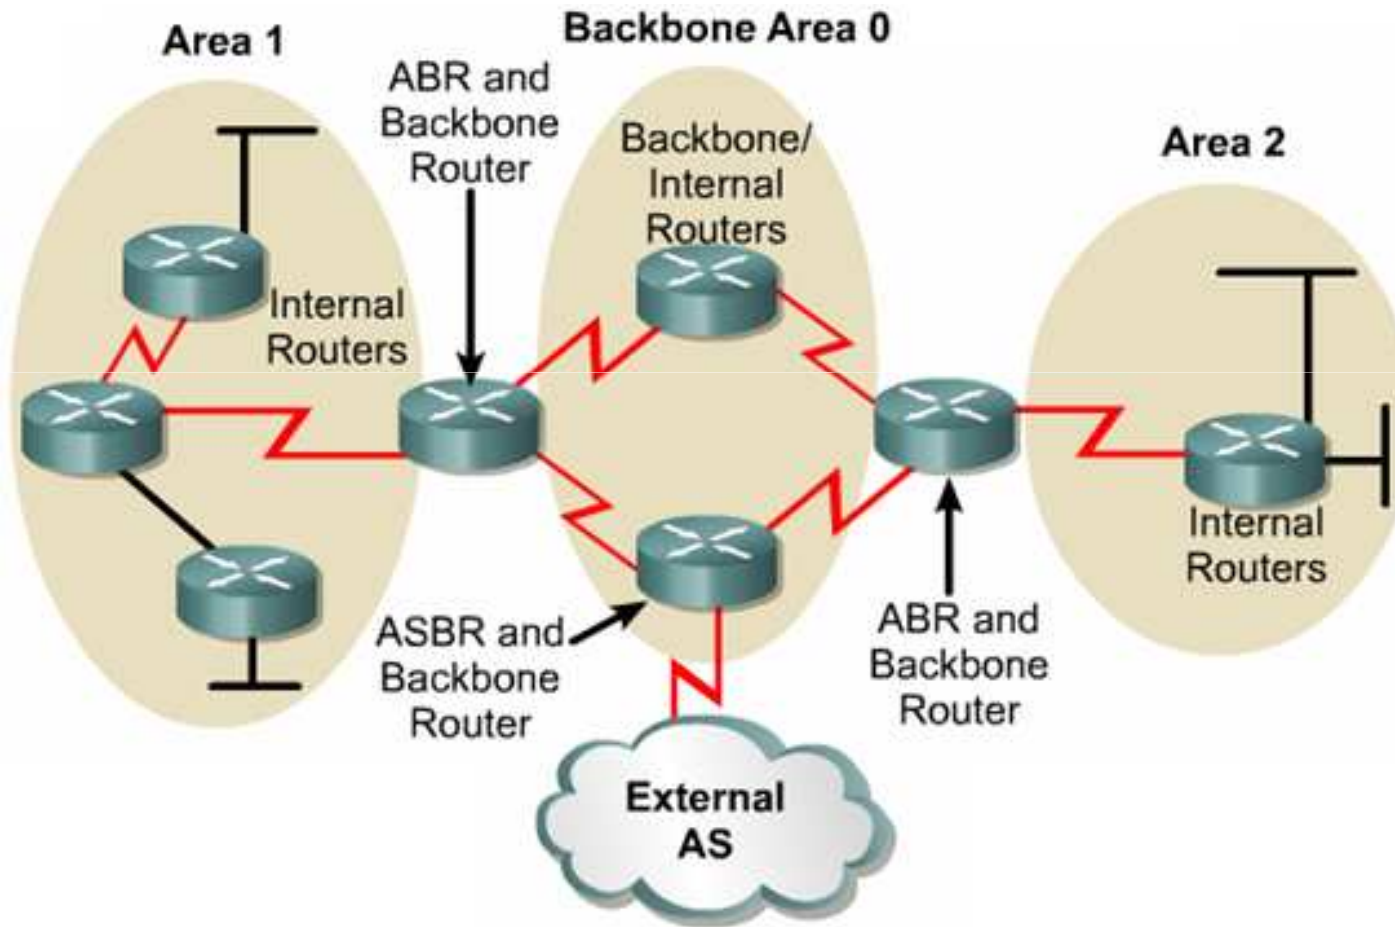 Area 1
Backbone Area 0
ABR and
Backbone
Router
Backbone/
Internal
Routers
Area 2
Internal
Routers
Internal
Routers
ASBR and
Backbone
Router
ABR and
Backbone
Router
External
AS